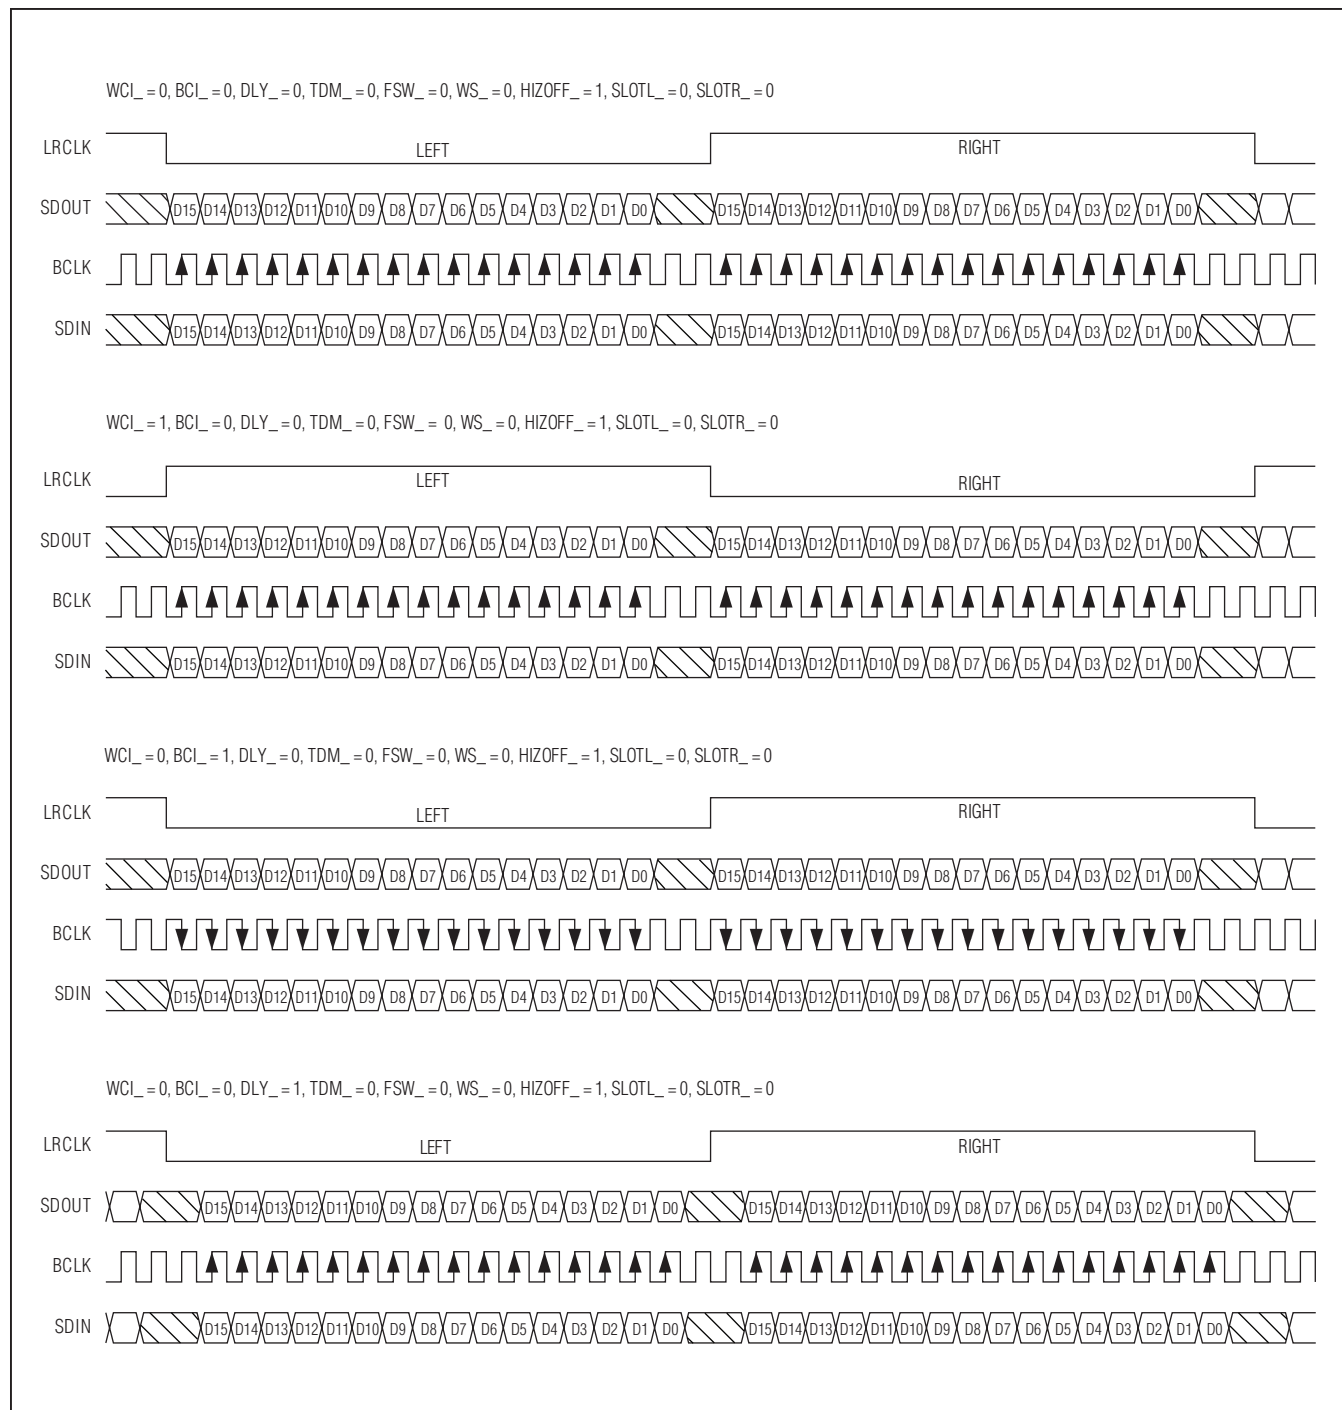 WCI_ = 0, BCI_ = 0, DLY_ = 0, TDM_ = 0, FSW_ = 0, WS_ = 0, HIZOFF_ = 1, SLOTL_ = 0, SLOTR_ = 0
LRCLK LEFT RIGHT
SDOUT D15 D14 D13 D12 D11 D10 D9 D8 D7 D6 D5 D4 D3 D2 D1 D0 D15 D14 D13 D12 D11 D10 D9 D8 D7 D6 D5 D4 D3 D2 D1 D0
BCLK
SDIN D15 D14 D13 D12 D11 D10 D9 D8 D7 D6 D5 D4 D3 D2 D1 D0 D15 D14 D13 D12 D11 D10 D9 D8 D7 D6 D5 D4 D3 D2 D1 D0
WCI_ = 1, BCI_ = 0, DLY_ = 0, TDM_ = 0, FSW_ = 0, WS_ = 0, HIZOFF_ = 1, SLOTL_ = 0, SLOTR_ = 0
LRCLK LEFT RIGHT
SDOUT D15 D14 D13 D12 D11 D10 D9 D8 D7 D6 D5 D4 D3 D2 D1 D0 D15 D14 D13 D12 D11 D10 D9 D8 D7 D6 D5 D4 D3 D2 D1 D0
BCLK
SDIN D15 D14 D13 D12 D11 D10 D9 D8 D7 D6 D5 D4 D3 D2 D1 D0 D15 D14 D13 D12 D11 D10 D9 D8 D7 D6 D5 D4 D3 D2 D1 D0
WCI_ = 0, BCI_ = 1, DLY_ = 0, TDM_ = 0, FSW_ = 0, WS_ = 0, HIZOFF_ = 1, SLOTL_ = 0, SLOTR_ = 0
LRCLK LEFT RIGHT
SDOUT D15 D14 D13 D12 D11 D10 D9 D8 D7 D6 D5 D4 D3 D2 D1 D0 D15 D14 D13 D12 D11 D10 D9 D8 D7 D6 D5 D4 D3 D2 D1 D0
BCLK
SDIN D15 D14 D13 D12 D11 D10 D9 D8 D7 D6 D5 D4 D3 D2 D1 D0 D15 D14 D13 D12 D11 D10 D9 D8 D7 D6 D5 D4 D3 D2 D1 D0
WCI_ = 0, BCI_ = 0, DLY_ = 1, TDM_ = 0, FSW_ = 0, WS_ = 0, HIZOFF_ = 1, SLOTL_ = 0, SLOTR_ = 0
LRCLK LEFT RIGHT
SDOUT D15 D14 D13 D12 D11 D10 D9 D8 D7 D6 D5 D4 D3 D2 D1 D0 D15 D14 D13 D12 D11 D10 D9 D8 D7 D6 D5 D4 D3 D2 D1 D0
BCLK
SDIN D15 D14 D13 D12 D11 D10 D9 D8 D7 D6 D5 D4 D3 D2 D1 D0 D15 D14 D13 D12 D11 D10 D9 D8 D7 D6 D5 D4 D3 D2 D1 D0